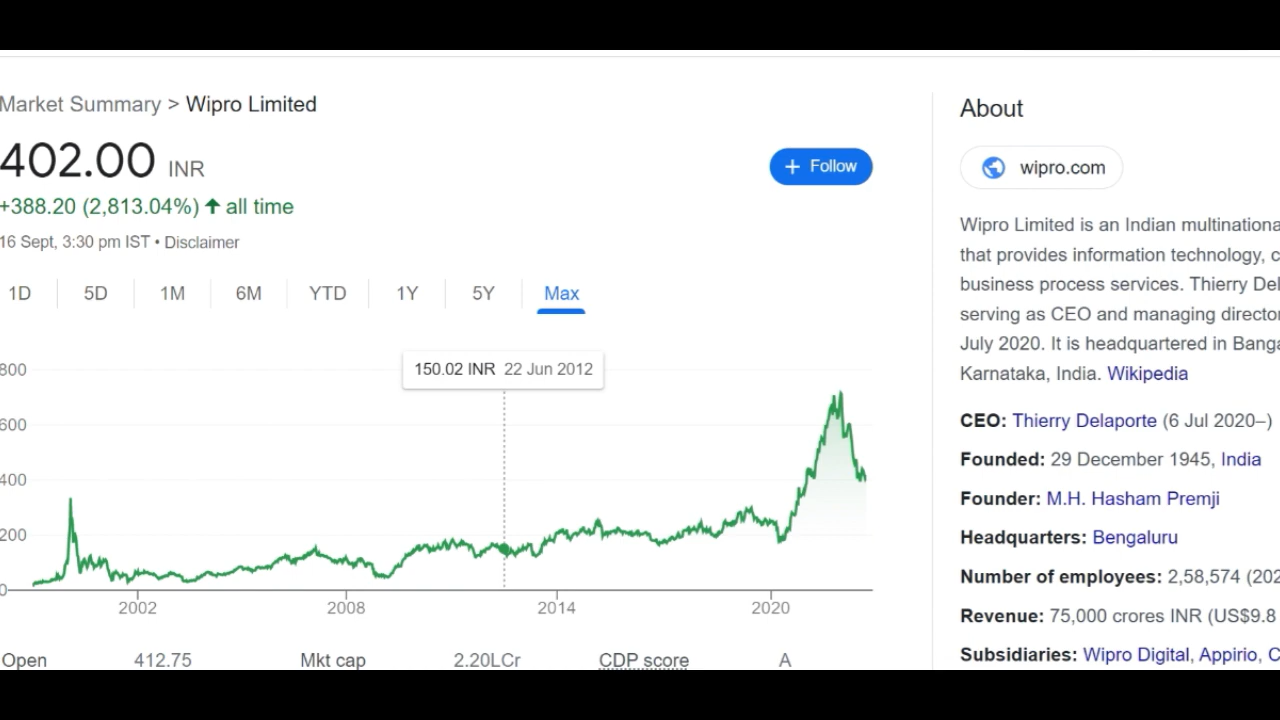 Market Summary > Wipro Limited
402.00 INR
+ Follow
+388.20 (2,813.04%) ↑ all time
16 Sept, 3:30 pm IST • Disclaimer
1D 5D 1M 6M YTD 1Y 5Y Max
150.02 INR 22 Jun 2012
800
600
400
200
0
2002 2008 2014 2020
Open 412.75 Mkt cap 2.20LCr CDP score A
About
wipro.com
Wipro Limited is an Indian multinationa
that provides information technology, c
business process services. Thierry Del
serving as CEO and managing director
July 2020. It is headquartered in Banga
Karnataka, India. Wikipedia
CEO: Thierry Delaporte (6 Jul 2020–)
Founded: 29 December 1945, India
Founder: M.H. Hasham Premji
Headquarters: Bengaluru
Number of employees: 2,58,574 (202
Revenue: 75,000 crores INR (US$9.8
Subsidiaries: Wipro Digital, Appirio, C